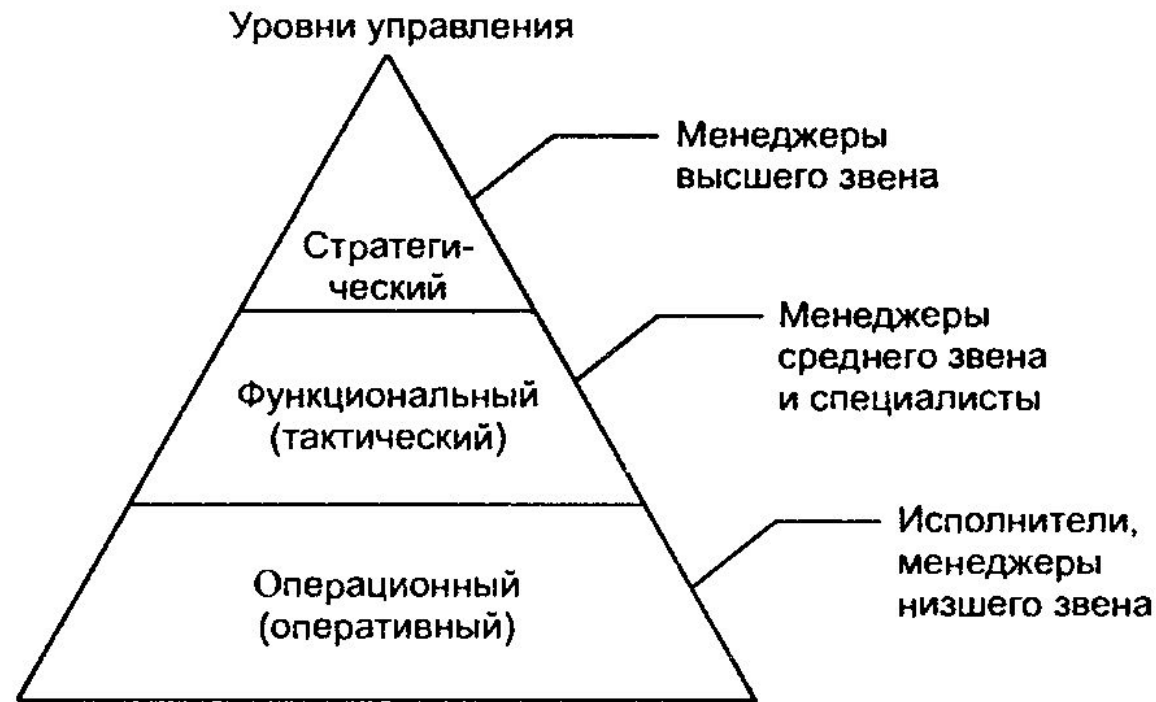 Уровни управления
Менеджеры
высшего звена
Стратеги-
ческий
Менеджеры
среднего звена
и специалисты
Функциональный
(тактический)
Исполнители,
менеджеры
низшего звена
Операционный
(оперативный)